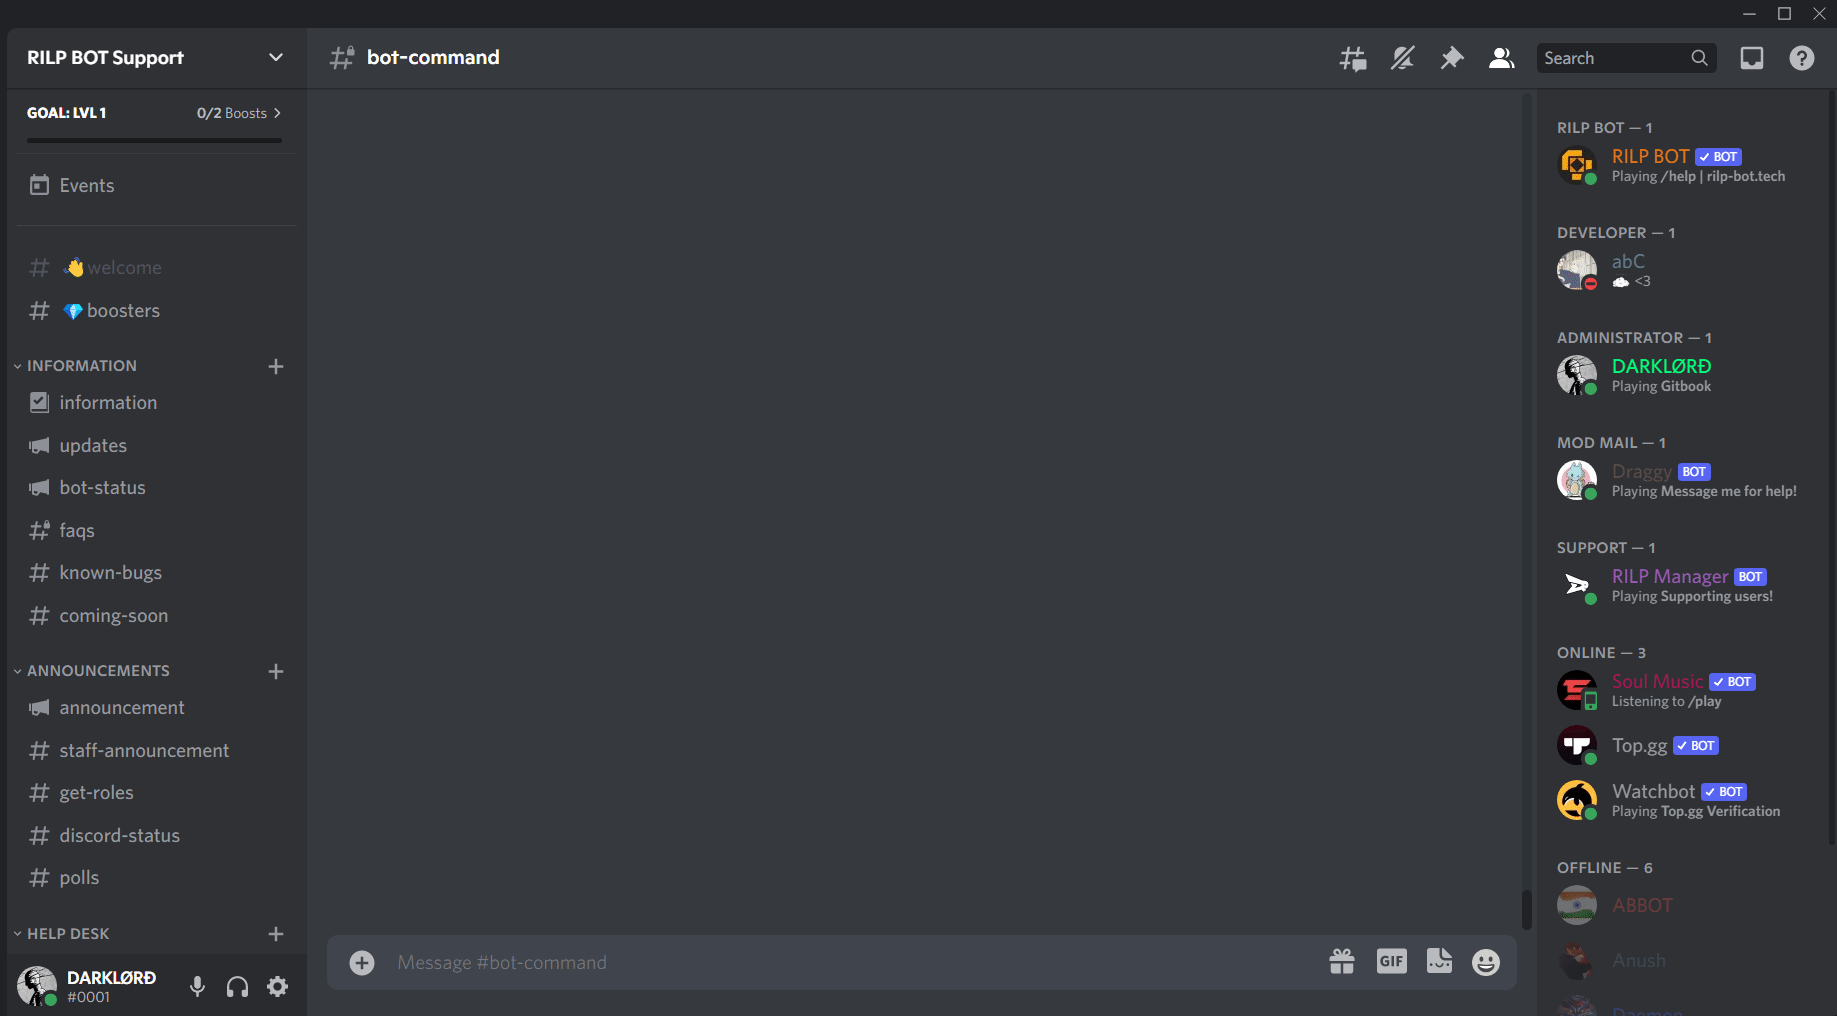 RILP BOT Support
GOAL: LVL 1
0/2 Boosts
Events
👋welcome
💎boosters
INFORMATION
information
updates
bot-status
faqs
known-bugs
coming-soon
ANNOUNCEMENTS
announcement
staff-announcement
get-roles
discord-status
polls
HELP DESK
DARKLØRÐ
#0001
bot-command
Search
Message #bot-command
GIF
RILP BOT — 1
RILP BOT ✓ BOT
Playing /help | rilp-bot.tech
DEVELOPER — 1
abC
<3
ADMINISTRATOR — 1
DARKLØRÐ
Playing Gitbook
MOD MAIL — 1
Draggy BOT
Playing Message me for help!
SUPPORT — 1
RILP Manager BOT
Playing Supporting users!
ONLINE — 3
Soul Music ✓ BOT
Listening to /play
Top.gg ✓ BOT
Watchbot ✓ BOT
Playing Top.gg Verification
OFFLINE — 6
ABBOT
Anush
Daemon